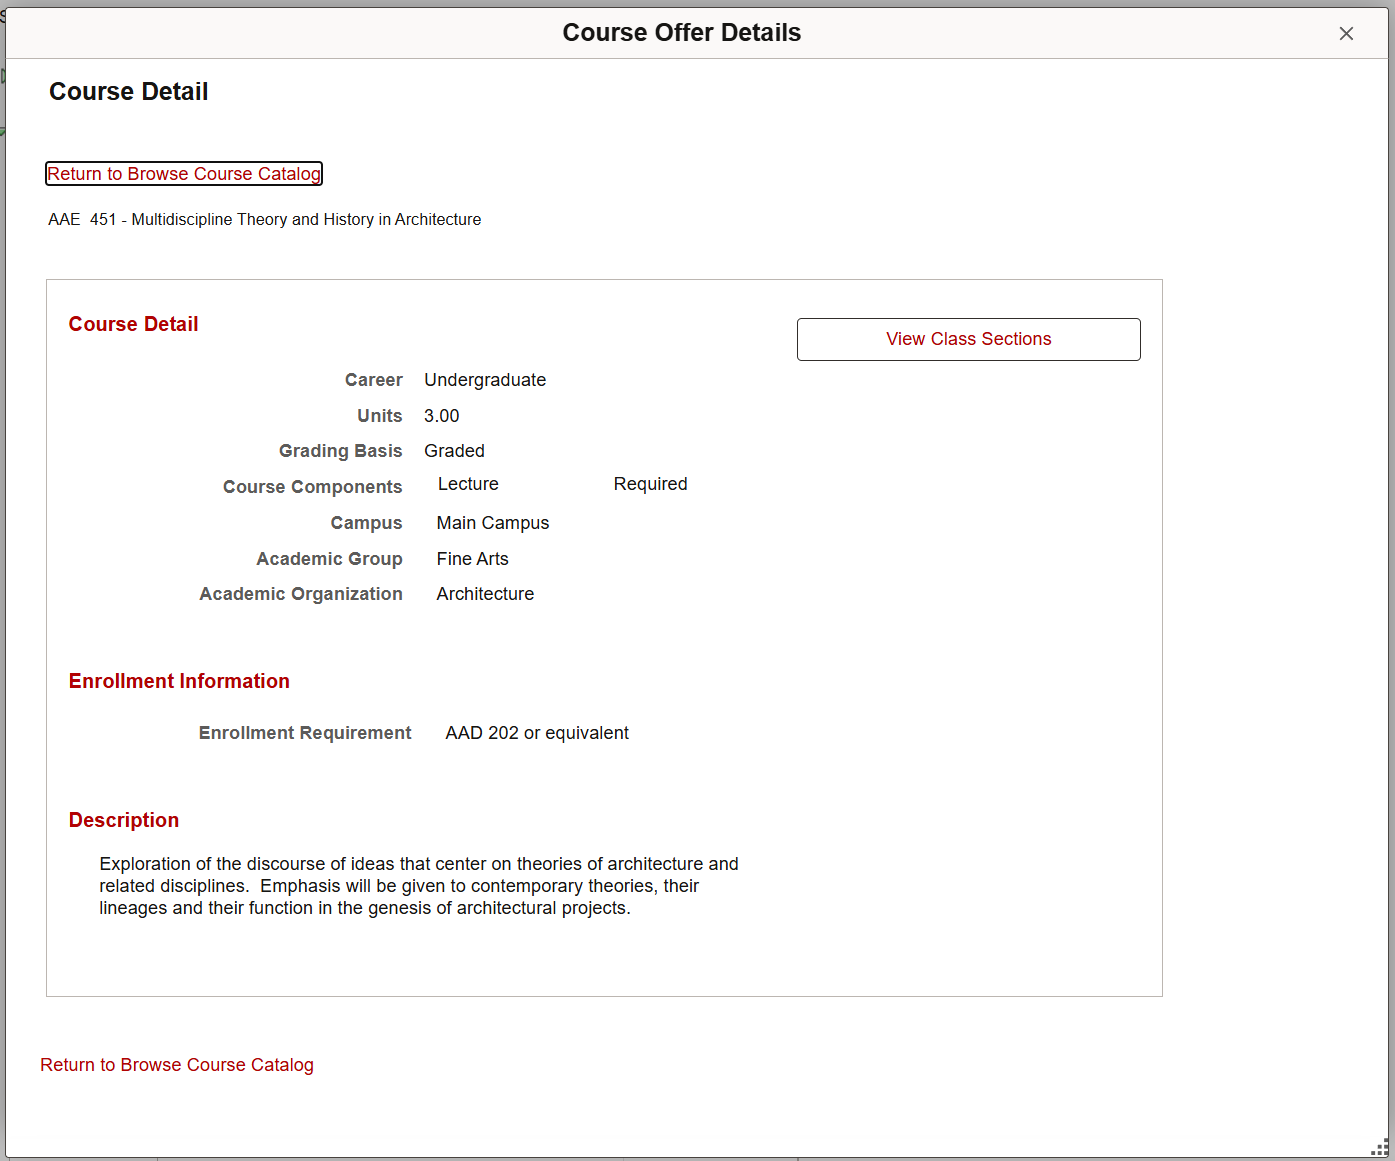 Course Offer Details
Course Detail
Return to Browse Course Catalog
AAE  451 - Multidiscipline Theory and History in Architecture
Course Detail
View Class Sections
Career Undergraduate
Units 3.00
Grading Basis Graded
Course Components Lecture Required
Campus Main Campus
Academic Group Fine Arts
Academic Organization Architecture
Enrollment Information
Enrollment Requirement AAD 202 or equivalent
Description
Exploration of the discourse of ideas that center on theories of architecture and
related disciplines.  Emphasis will be given to contemporary theories, their
lineages and their function in the genesis of architectural projects.
Return to Browse Course Catalog